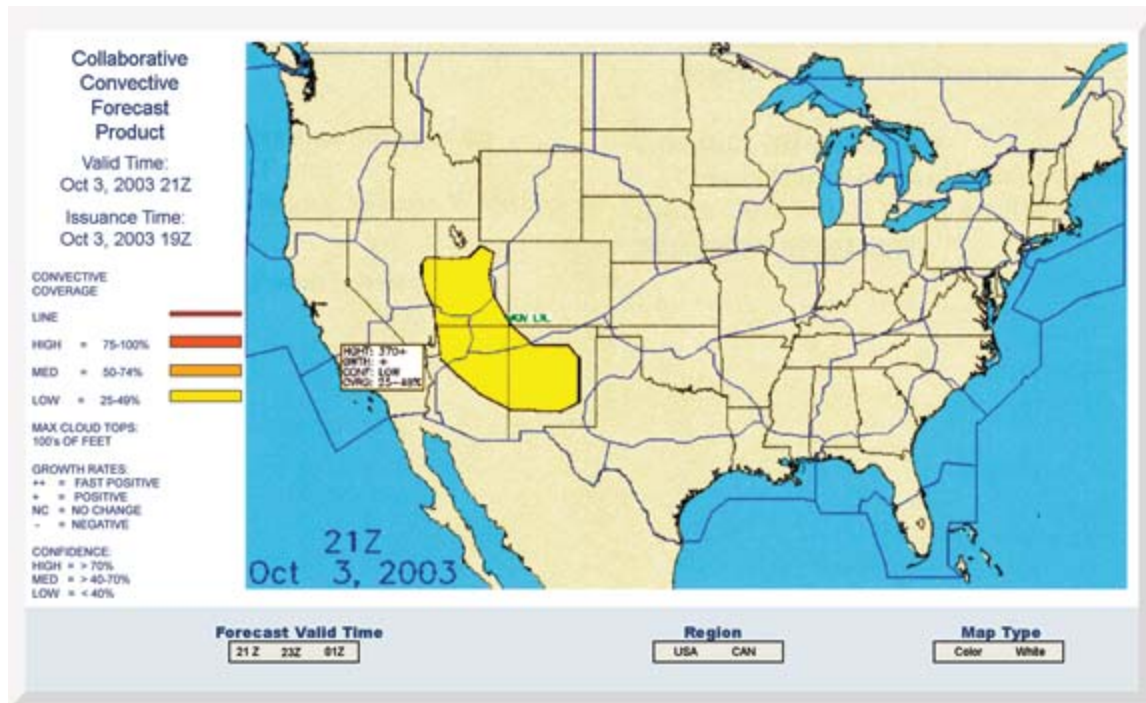 Collaborative
Convective
Forecast
Product
Valid Time:
Oct 3, 2003 21Z
Issuance Time:
Oct 3, 2003 19Z
CONVECTIVE
COVERAGE
LINE
HIGH = 75-100%
MED = 50-74%
LOW = 25-49%
MAX CLOUD TOPS:
100's OF FEET
GROWTH RATES:
++ = FAST POSITIVE
+ = POSITIVE
NC = NO CHANGE
- = NEGATIVE
CONFIDENCE:
HIGH = > 70%
MED = > 40-70%
LOW = < 40%
HGHT: 370+
GWTH: +
CONF: LOW
CVRG: 25-49%
21Z
Oct 3, 2003
Forecast Valid Time
21 Z 23Z 01Z
Region
USA CAN
Map Type
Color White